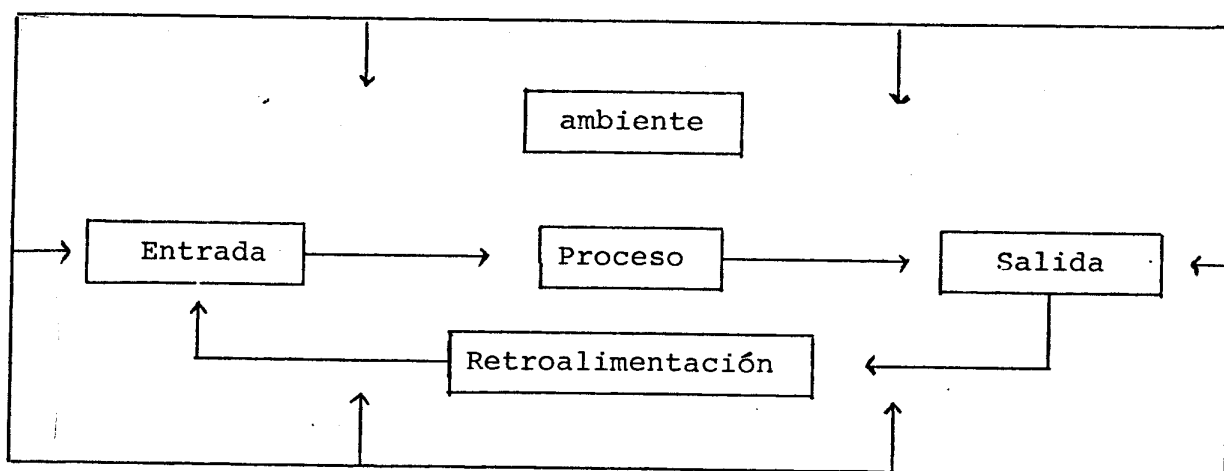 ambiente
Entrada
Proceso
Salida
Retroalimentación